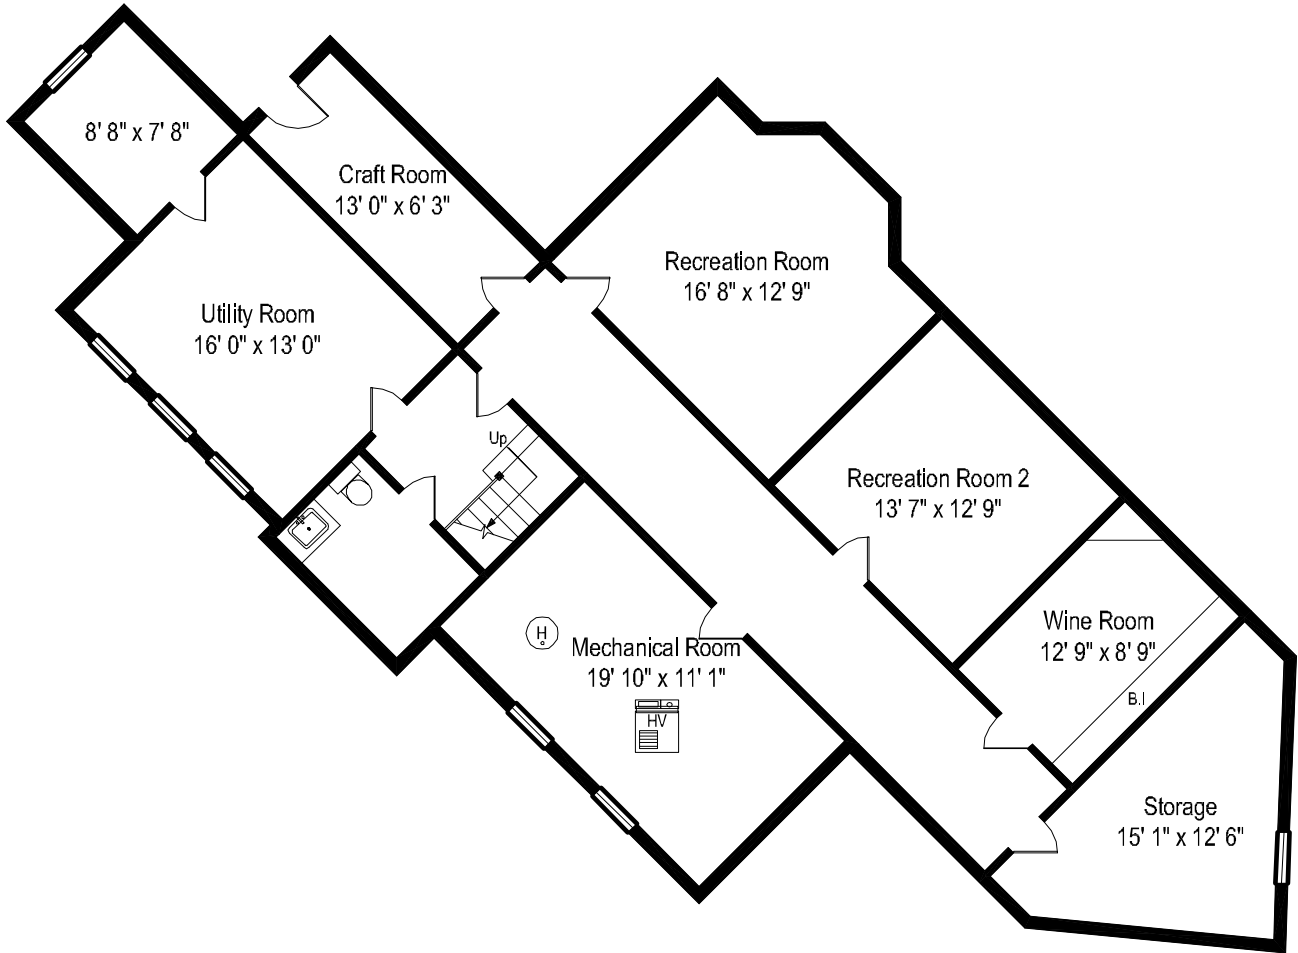 8' 8" x 7' 8"
Craft Room
13' 0" x 6' 3"
Recreation Room
16' 8" x 12' 9"
Utility Room
16' 0" x 13' 0"
Up
Recreation Room 2
13' 7" x 12' 9"
H
Mechanical Room
19' 10" x 11' 1"
HV
Wine Room
12' 9" x 8' 9"
B.I
Storage
15' 1" x 12' 6"